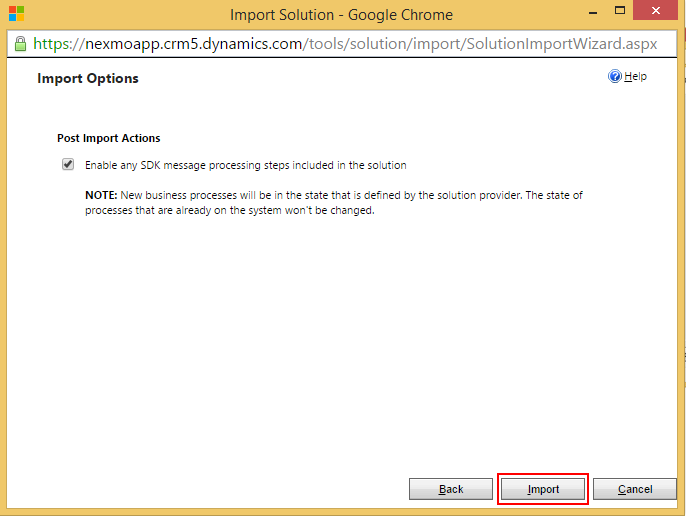 Import Solution - Google Chrome
https://nexmoapp.crm5.dynamics.com/tools/solution/import/SolutionImportWizard.aspx
Import Options
Help
Post Import Actions
Enable any SDK message processing steps included in the solution
NOTE: New business processes will be in the state that is defined by the solution provider. The state of
processes that are already on the system won't be changed.
Back
Import
Cancel